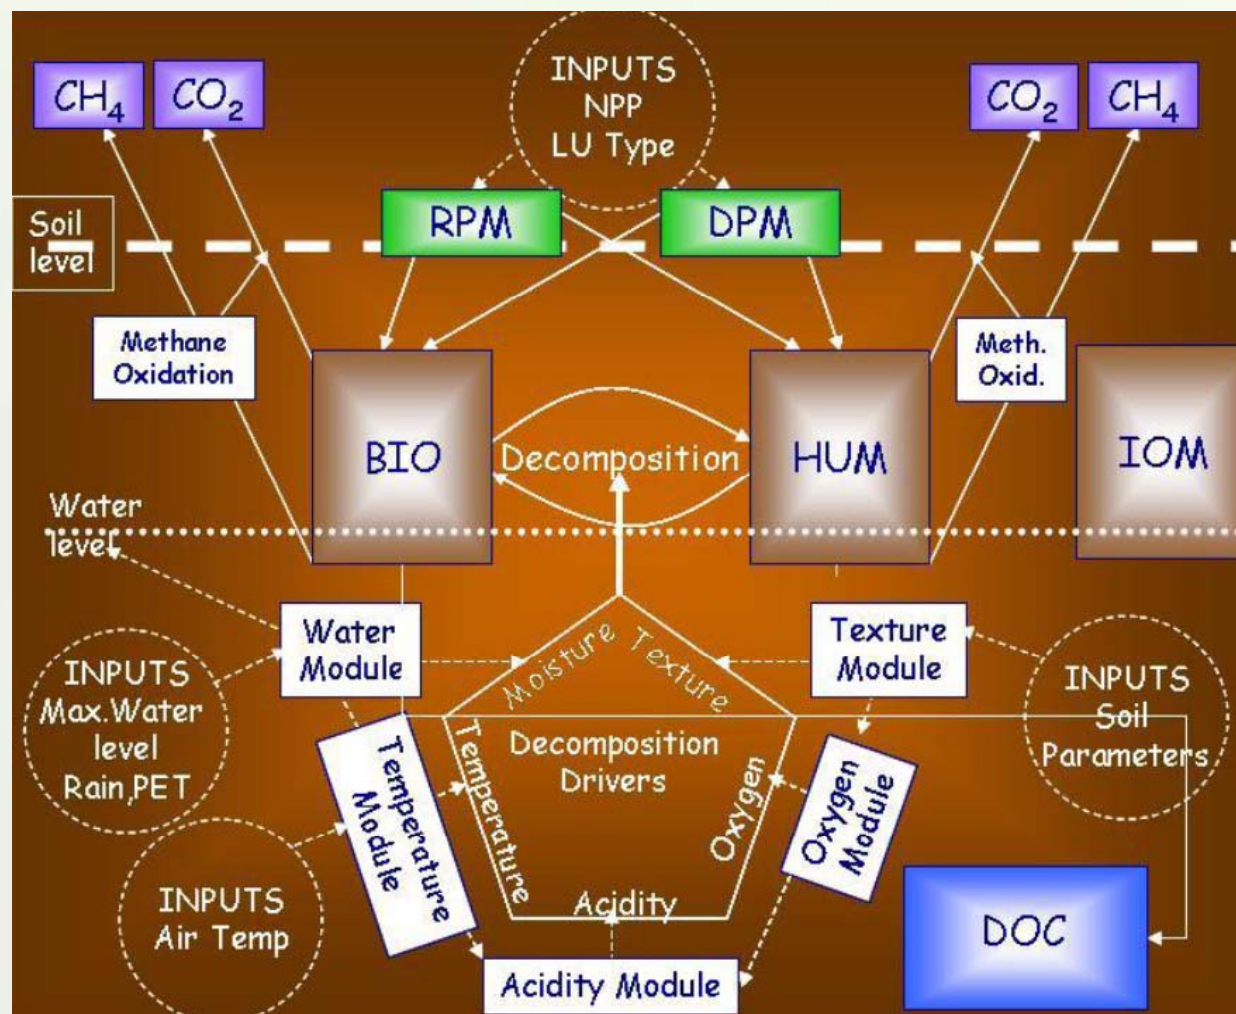 INPUTS
NPP
LU Type
CH4
CO2
CO2
CH4
RPM
DPM
Soil
level
Methane
Oxidation
Meth.
Oxid.
BIO
Decomposition
HUM
IOM
Water
level
Water
Module
Moisture
Texture
Texture
Module
INPUTS
Max.Water
level
Rain,PET
INPUTS
Soil
Parameters
Temperature
Module
Temperature
Decomposition
Drivers
Oxygen
Oxygen
Module
INPUTS
Air Temp
Acidity
Acidity Module
DOC